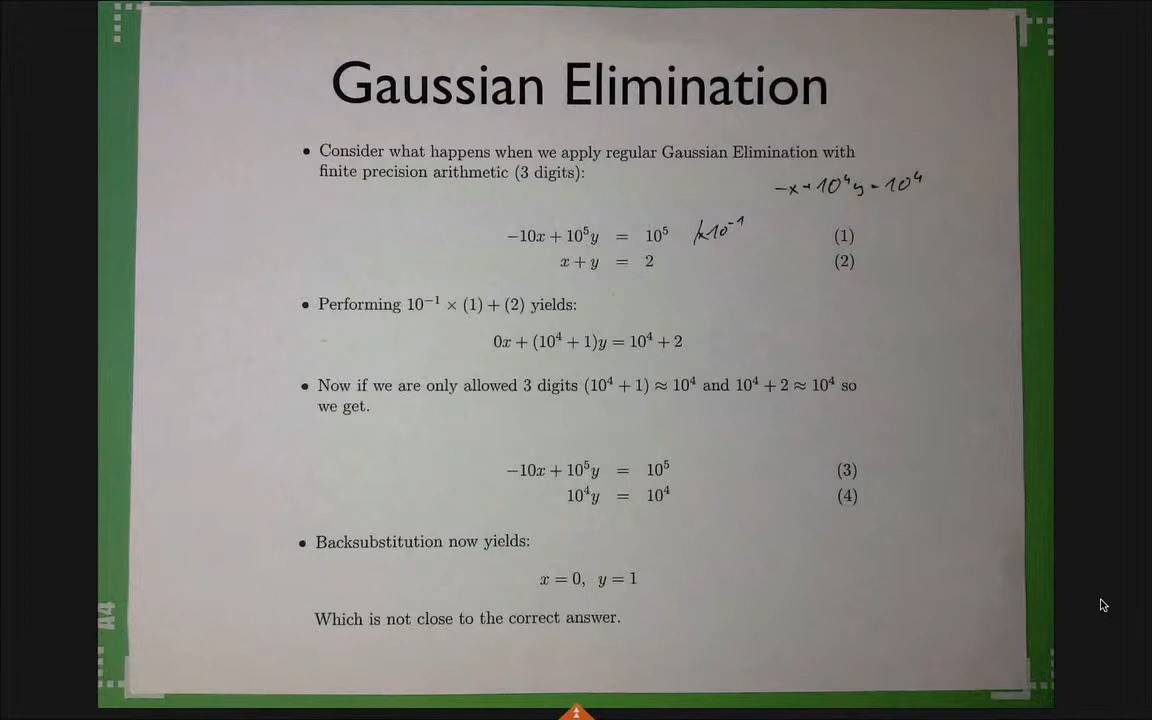 Gaussian Elimination
• Consider what happens when we apply regular Gaussian Elimination with
finite precision arithmetic (3 digits):
-x+10⁴y=10⁴
−10x + 10⁵y = 10⁵ /×10⁻¹ (1)
x + y = 2 (2)
• Performing 10⁻¹ × (1) + (2) yields:
0x + (10⁴ + 1)y = 10⁴ + 2
• Now if we are only allowed 3 digits (10⁴ + 1) ≈ 10⁴ and 10⁴ + 2 ≈ 10⁴ so
we get.
−10x + 10⁵y = 10⁵ (3)
10⁴y = 10⁴ (4)
• Backsubstitution now yields:
x = 0, y = 1
Which is not close to the correct answer.
A4